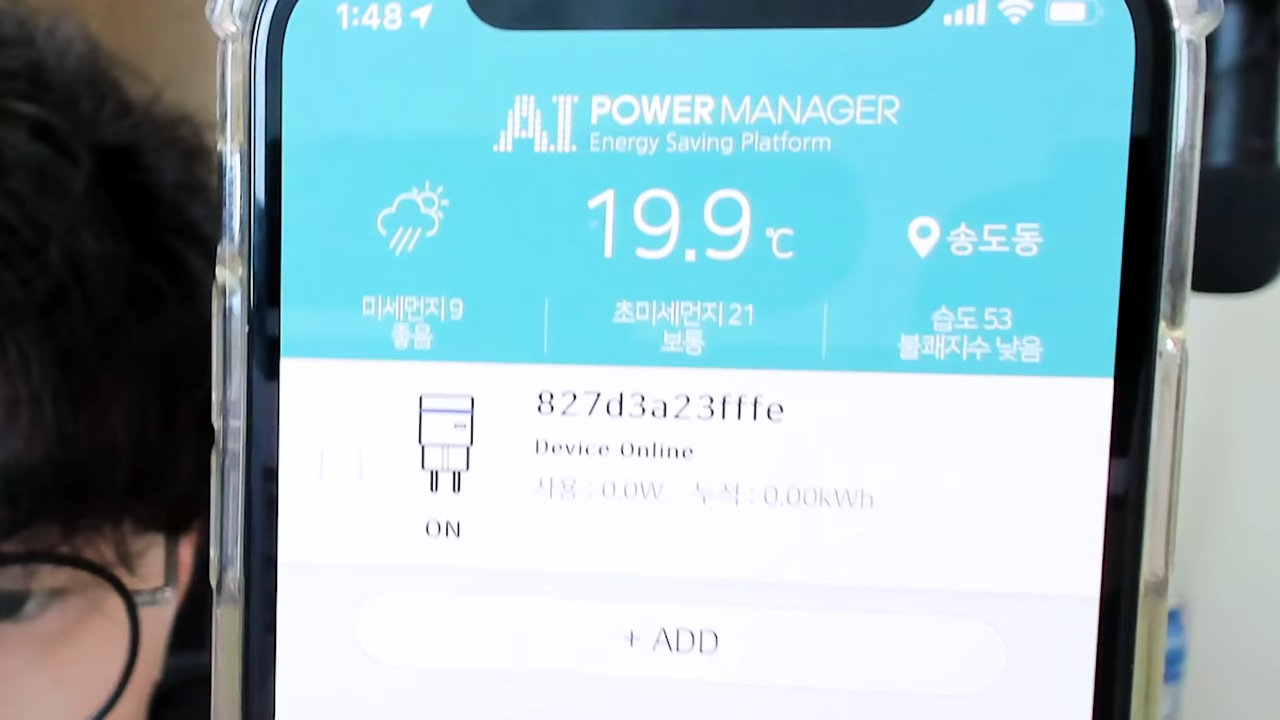 1:48
AI POWER MANAGER
Energy Saving Platform
19.9 ℃
송도동
미세먼지 9
좋음
초미세먼지 21
보통
습도 53
불쾌지수 낮음
827d3a23fffe
Device Online
사용 : 0.0W 누적 : 0.00kWh
ON
+ ADD